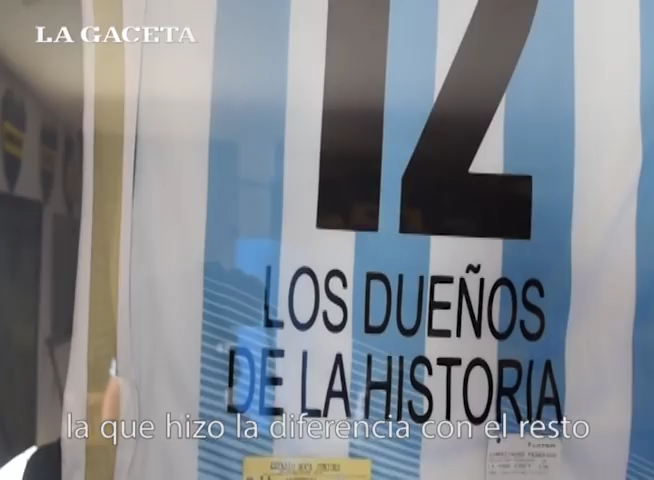 LA GACETA
12
LOS DUEÑOS
DE LA HISTORIA
la que hizo la diferencia con el resto